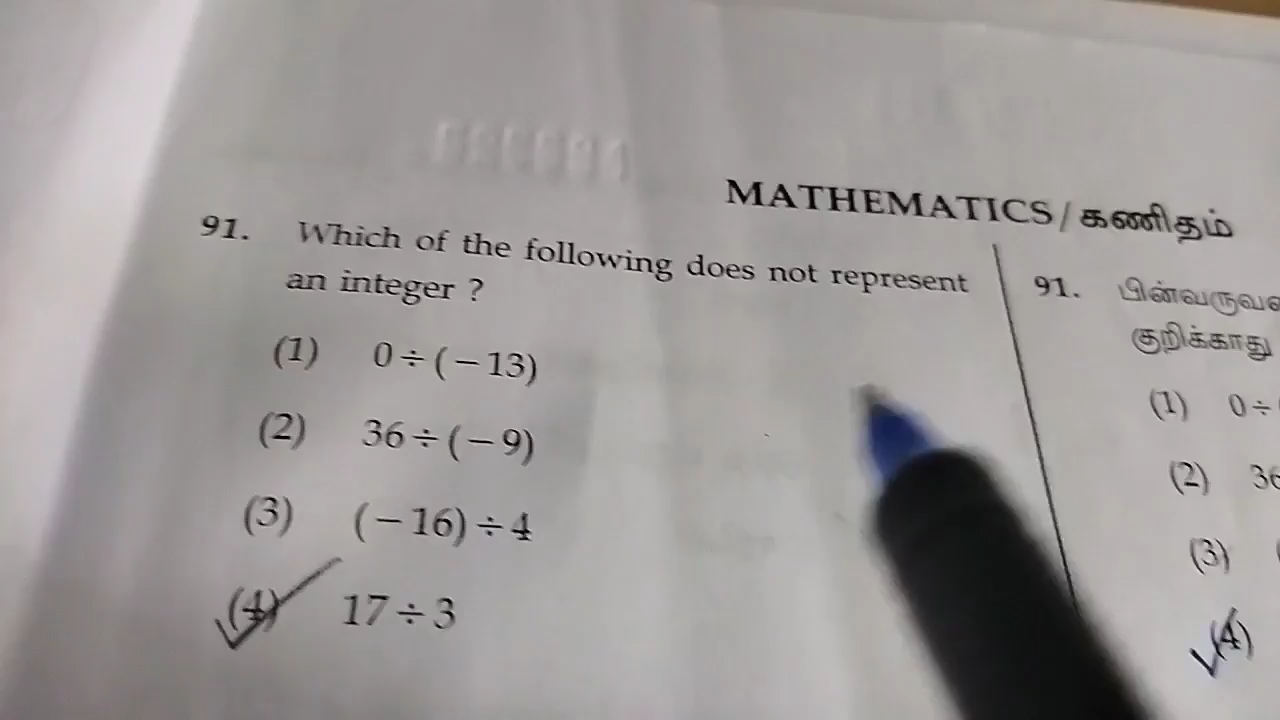 MATHEMATICS / கணிதம்
91. Which of the following does not represent
an integer ?
(1) 0 ÷ (−13)
(2) 36 ÷ (−9)
(3) (−16) ÷ 4
(4) 17 ÷ 3
91.
குறிக்காது
(1) 0 ÷
(2) 36
(3) (
(4)